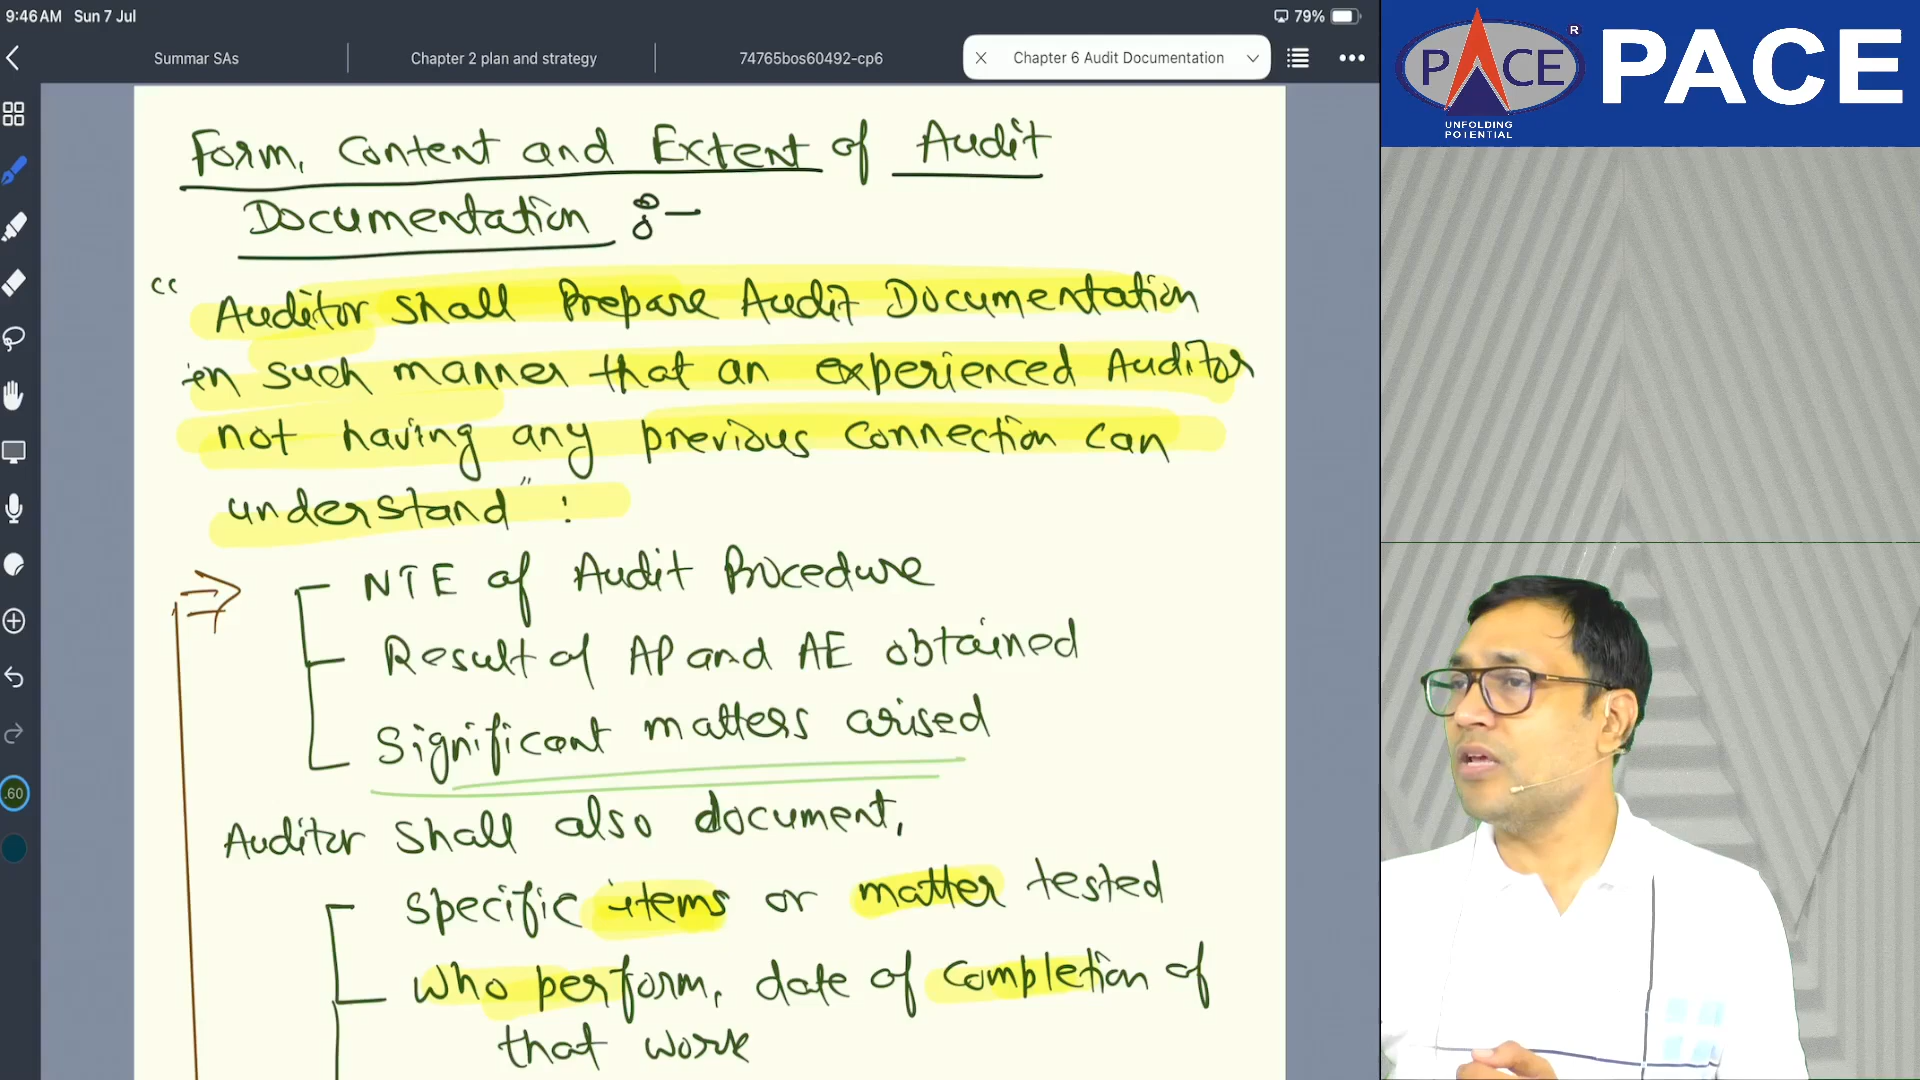 9:46 AM Sun 7 Jul
79%
Summar SAs
Chapter 2 plan and strategy
74765bos60492-cp6
Chapter 6 Audit Documentation
PACE
UNFOLDING
POTENTIAL
®
PACE
Form, Content and Extent of Audit
Documentation :-
“ Auditor shall Prepare Audit Documentation
in such manner that an experienced Auditor
not having any previous connection can
understand” :
NTE of Audit Procedure
Result of AP and AE obtained
Significant matters arised
Auditor shall also document,
specific items or matter tested
who perform, date of completion of
that work
.60